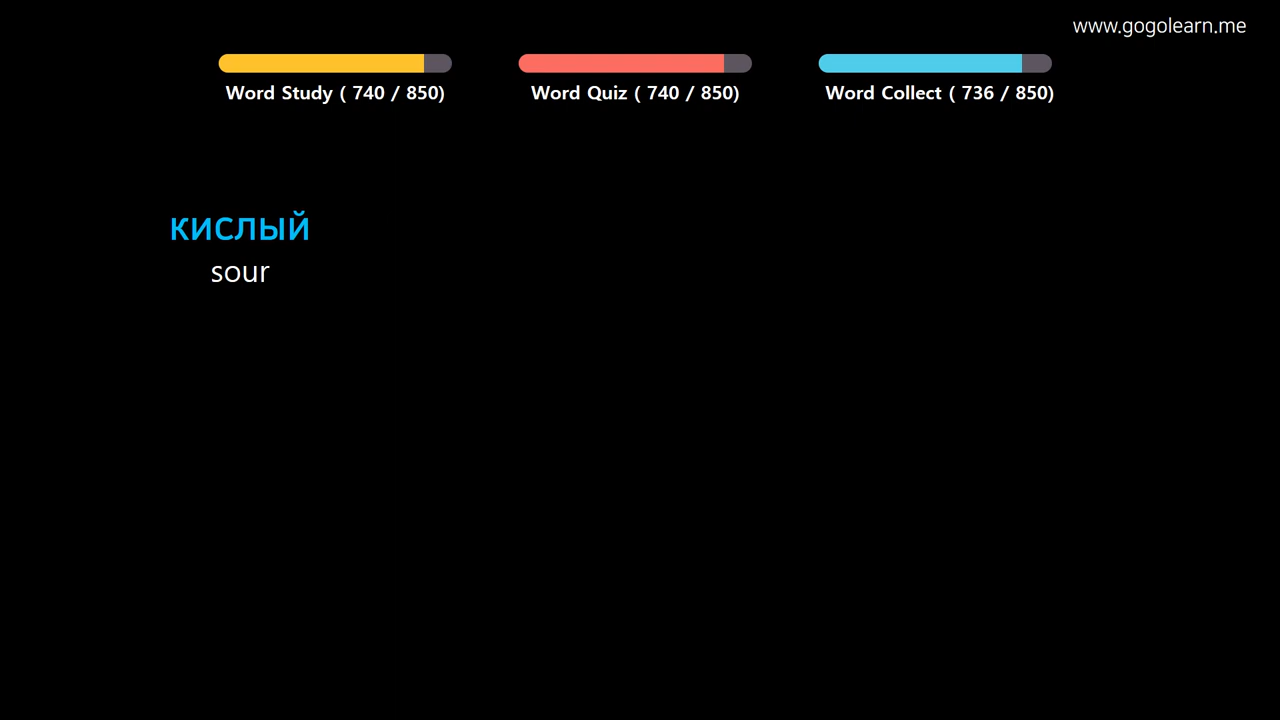 www.gogolearn.me
Word Study ( 740 / 850)
Word Quiz ( 740 / 850)
Word Collect ( 736 / 850)
кислый
sour